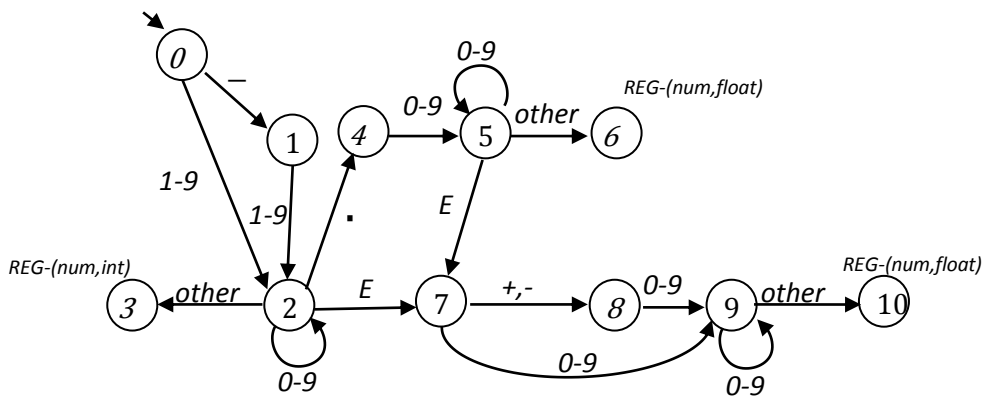 0-9
0
–
REG-(num,float)
0-9
other
1
4
5
6
1-9
1-9
.
E
REG-(num,int)
REG-(num,float)
other
E
+,-
0-9
other
3
2
7
8
9
10
0-9
0-9
0-9